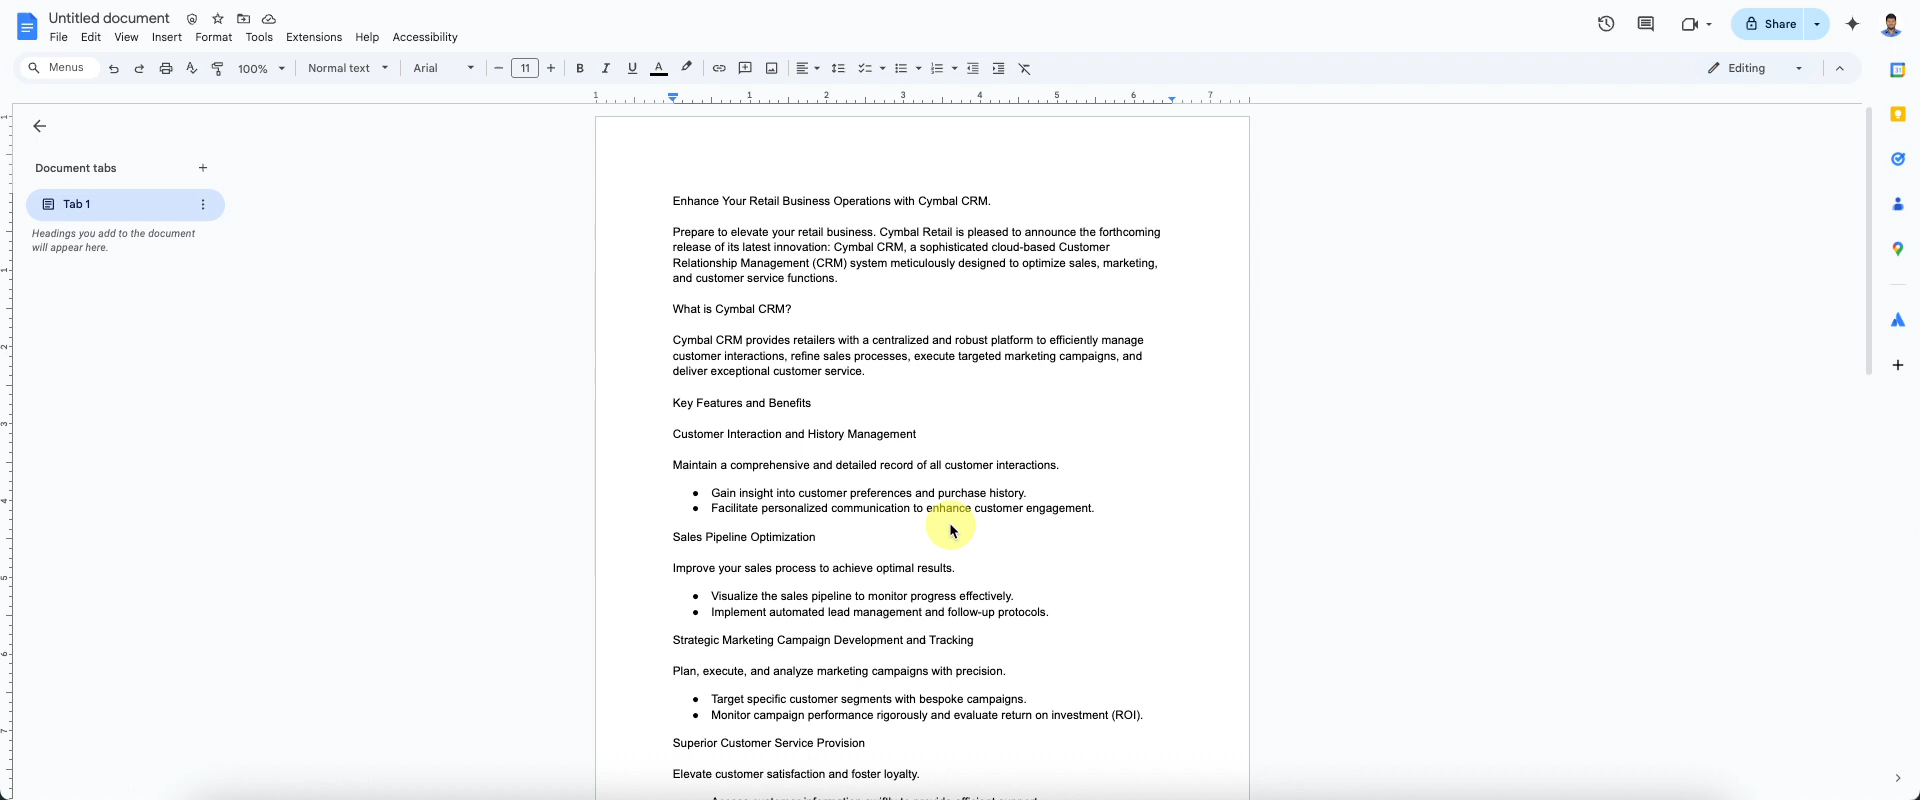 Untitled document
File Edit View Insert Format Tools Extensions Help Accessibility
Share
Menus 100% Normal text Arial 11 Editing
1 1 2 3 4 5 6 7
Document tabs
Tab 1
Headings you add to the document
will appear here.
Enhance Your Retail Business Operations with Cymbal CRM.
Prepare to elevate your retail business. Cymbal Retail is pleased to announce the forthcoming
release of its latest innovation: Cymbal CRM, a sophisticated cloud-based Customer
Relationship Management (CRM) system meticulously designed to optimize sales, marketing,
and customer service functions.
What is Cymbal CRM?
Cymbal CRM provides retailers with a centralized and robust platform to efficiently manage
customer interactions, refine sales processes, execute targeted marketing campaigns, and
deliver exceptional customer service.
Key Features and Benefits
Customer Interaction and History Management
Maintain a comprehensive and detailed record of all customer interactions.
● Gain insight into customer preferences and purchase history.
● Facilitate personalized communication to enhance customer engagement.
Sales Pipeline Optimization
Improve your sales process to achieve optimal results.
● Visualize the sales pipeline to monitor progress effectively.
● Implement automated lead management and follow-up protocols.
Strategic Marketing Campaign Development and Tracking
Plan, execute, and analyze marketing campaigns with precision.
● Target specific customer segments with bespoke campaigns.
● Monitor campaign performance rigorously and evaluate return on investment (ROI).
Superior Customer Service Provision
Elevate customer satisfaction and foster loyalty.